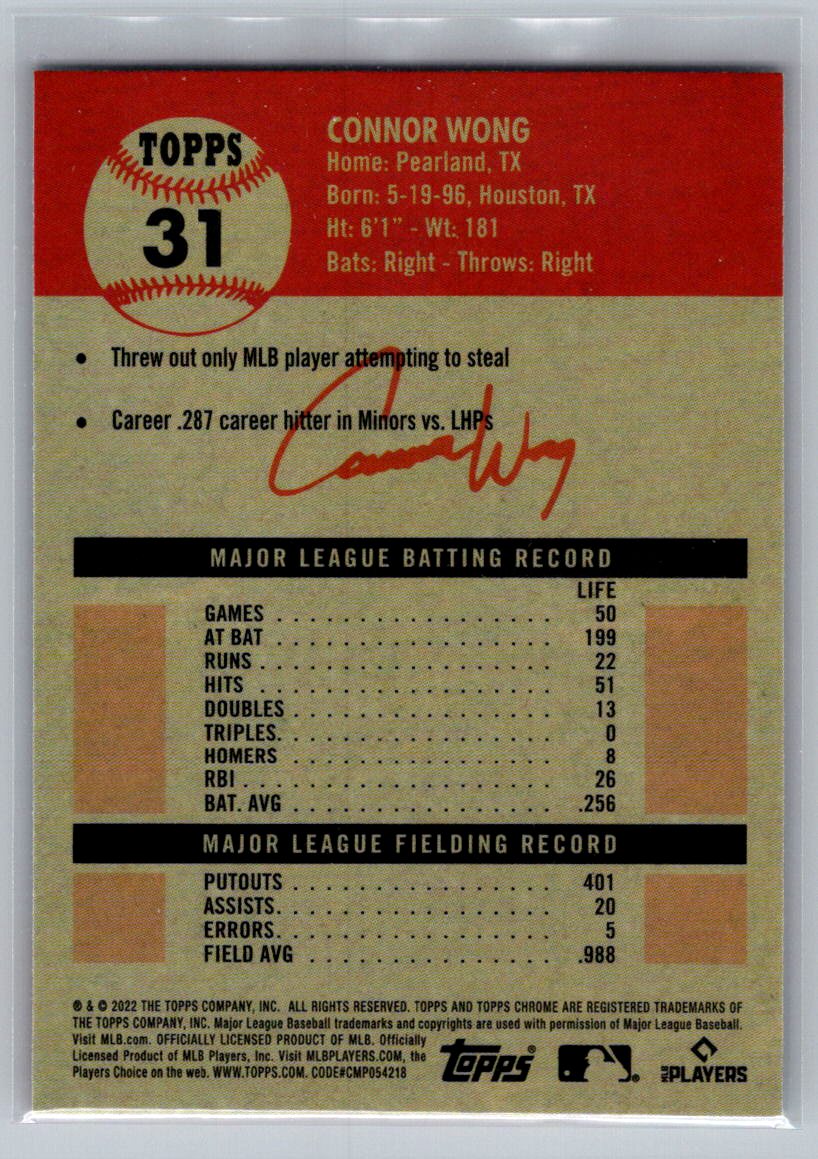 TOPPS
31
CONNOR WONG
Home: Pearland, TX
Born: 5-19-96, Houston, TX
Ht: 6'1" - Wt: 181
Bats: Right - Throws: Right
• Threw out only MLB player attempting to steal
• Career .287 career hitter in Minors vs. LHPs
Connor Wong
MAJOR LEAGUE BATTING RECORD
LIFE
GAMES . . . . . . . . . . . . . . . . . 50
AT BAT . . . . . . . . . . . . . . . . . 199
RUNS . . . . . . . . . . . . . . . . . . 22
HITS . . . . . . . . . . . . . . . . . . 51
DOUBLES . . . . . . . . . . . . . . . . 13
TRIPLES. . . . . . . . . . . . . . . . . 0
HOMERS . . . . . . . . . . . . . . . . . 8
RBI . . . . . . . . . . . . . . . . . . . 26
BAT. AVG . . . . . . . . . . . . . . . . .256
MAJOR LEAGUE FIELDING RECORD
PUTOUTS . . . . . . . . . . . . . . . . 401
ASSISTS. . . . . . . . . . . . . . . . . 20
ERRORS. . . . . . . . . . . . . . . . . 5
FIELD AVG . . . . . . . . . . . . . . . .988
® & © 2022 THE TOPPS COMPANY, INC. ALL RIGHTS RESERVED. TOPPS AND TOPPS CHROME ARE REGISTERED TRADEMARKS OF
THE TOPPS COMPANY, INC. Major League Baseball trademarks and copyrights are used with permission of Major League Baseball.
Visit MLB.com. OFFICIALLY LICENSED PRODUCT OF MLB. Officially
Licensed Product of MLB Players, Inc. Visit MLBPLAYERS.COM, the
Players Choice on the web. WWW.TOPPS.COM. CODE#CMP054218
topps®
®
MLB PLAYERS